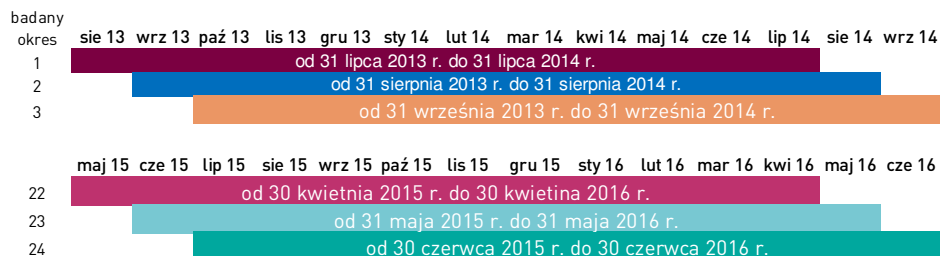 badany
okres sie 13 wrz 13 paź 13 lis 13 gru 13 sty 14 lut 14 mar 14 kwi 14 maj 14 cze 14 lip 14 sie 14 wrz 14
1 od 31 lipca 2013 r. do 31 lipca 2014 r.
2 od 31 sierpnia 2013 r. do 31 sierpnia 2014 r.
3 od 31 września 2013 r. do 31 września 2014 r.
maj 15 cze 15 lip 15 sie 15 wrz 15 paź 15 lis 15 gru 15 sty 16 lut 16 mar 16 kwi 16 maj 16 cze 16
22 od 30 kwietnia 2015 r. do 30 kwietina 2016 r.
23 od 31 maja 2015 r. do 31 maja 2016 r.
24 od 30 czerwca 2015 r. do 30 czerwca 2016 r.